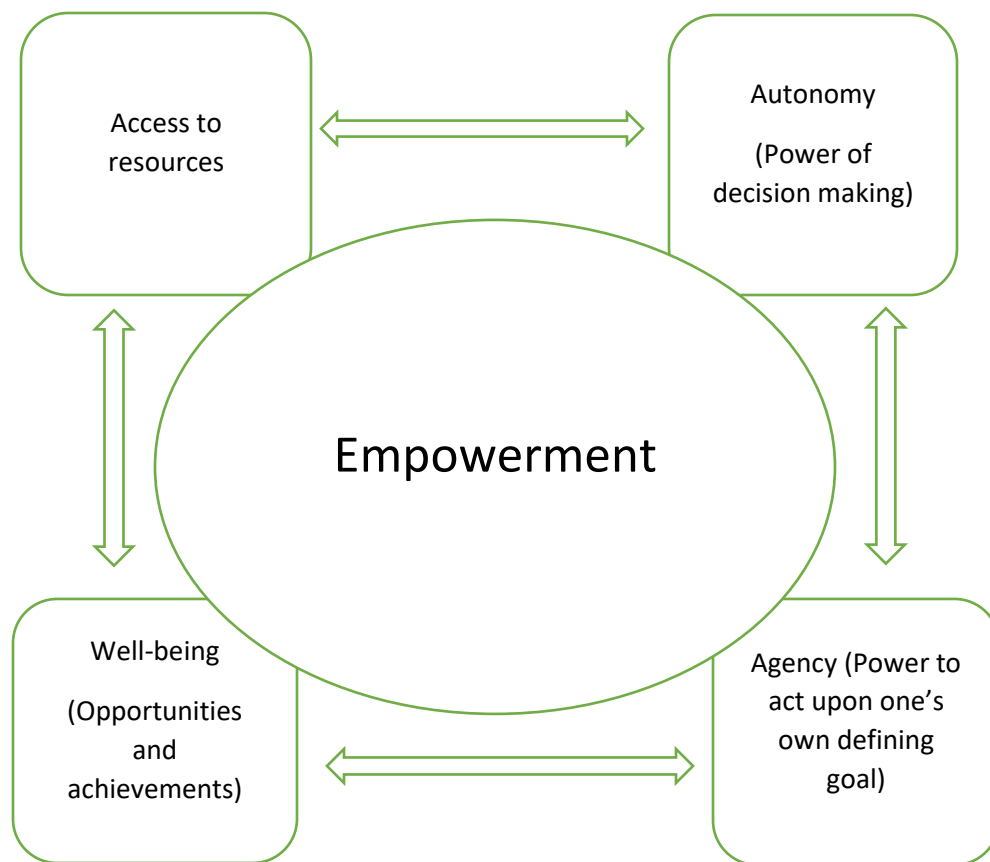 Access to
resources
Autonomy
(Power of
decision making)
Empowerment
Well-being
(Opportunities
and
achievements)
Agency (Power to
act upon one’s
own defining
goal)